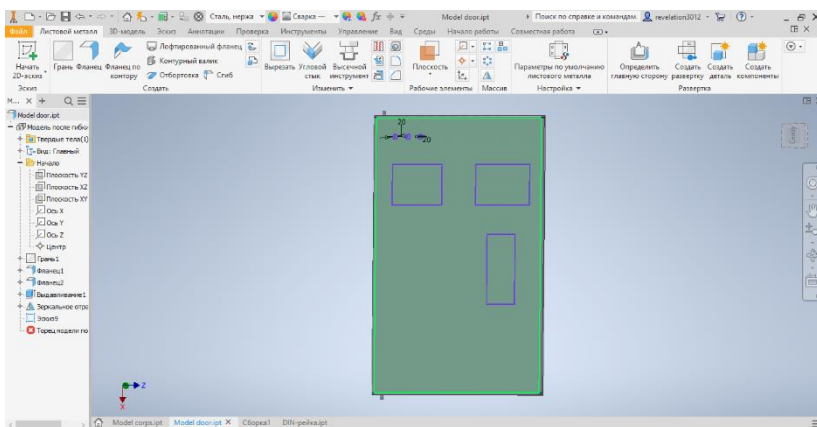 Сталь, нержа
Сварка
Model door.ipt
Поиск по справке и командам.
revelation3012
Файл Листовой металл 3D-модель Эскиз Аннотации Проверка Инструменты Управление Вид Среды Начало работы Совместная работа
Начать 2D-эскиз
Грань
Фланец
Фланец по контору
Лофтированный фланец
Контурный валик
Отбортовка
Сгиб
Вырезать
Угловой стык
Высечной инструмент
Плоскость
Параметры по умолчанию листового металла
Определить главную сторону
Создать развертку
Создать деталь
Создать компоненты
Эскиз
Создать
Изменить
Рабочие элементы
Массив
Настройка
Развертка
М...
Model door.ipt
Модель после гибки
Твердые тела(1)
Вид: Главный
Начало
Плоскость YZ
Плоскость XZ
Плоскость XY
Ось X
Ось Y
Ось Z
Центр
Грань1
Фланец1
Фланец2
Выдавливание1
Зеркальное отра
Эскиз9
Торец модели по
20
20
Z
X
Model corps.ipt
Model door.ipt
Сборка1
DIN-рейка.ipt